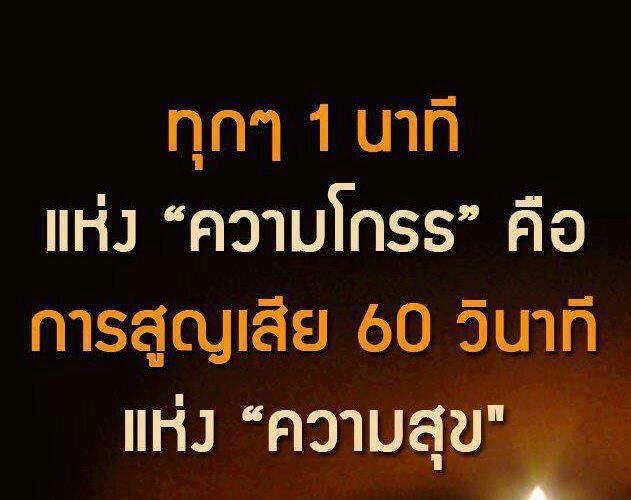 ทุกๆ 1 นาที
แห่ง “ความโกรธ” คือ
การสูญเสีย 60 วินาที
แห่ง “ความสุข"